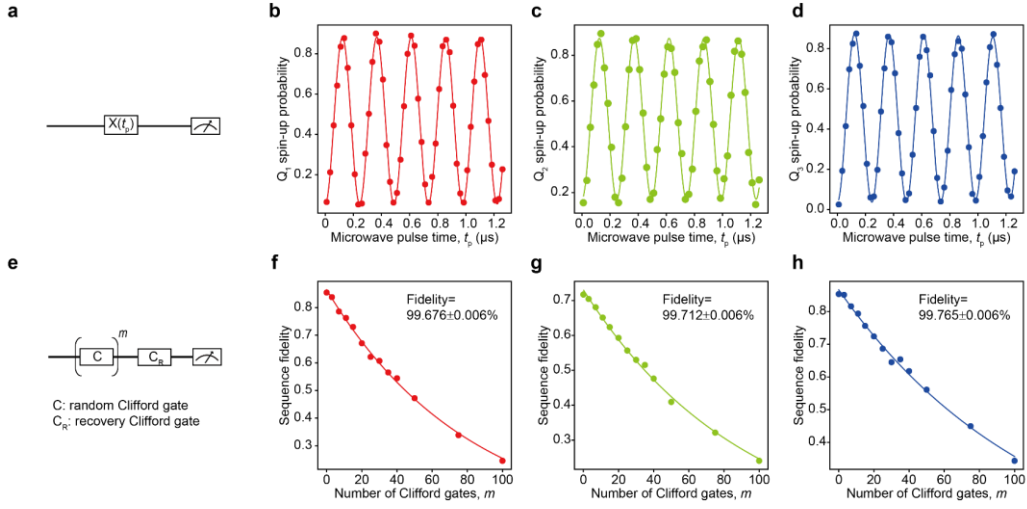 a
X(tp)
b
Q1 spin-up probability
0.8
0.6
0.4
0.2
0 0.2 0.4 0.6 0.8 1.0 1.2
Microwave pulse time, tp (μs)
c
Q2 spin-up probability
0.8
0.6
0.4
0.2
0 0.2 0.4 0.6 0.8 1.0 1.2
Microwave pulse time, tp (μs)
d
Q3 spin-up probability
0.8
0.6
0.4
0.2
0
0 0.2 0.4 0.6 0.8 1.0 1.2
Microwave pulse time, tp (μs)
e
( C )m
CR
C: random Clifford gate
CR: recovery Clifford gate
f
Sequence fidelity
0.8
0.7
0.6
0.5
0.4
0.3
Fidelity=
99.676±0.006%
0 20 40 60 80 100
Number of Clifford gates, m
g
Sequence fidelity
0.7
0.6
0.5
0.4
0.3
Fidelity=
99.712±0.006%
0 20 40 60 80 100
Number of Clifford gates, m
h
Sequence fidelity
0.8
0.7
0.6
0.5
0.4
Fidelity=
99.765±0.006%
0 20 40 60 80 100
Number of Clifford gates, m